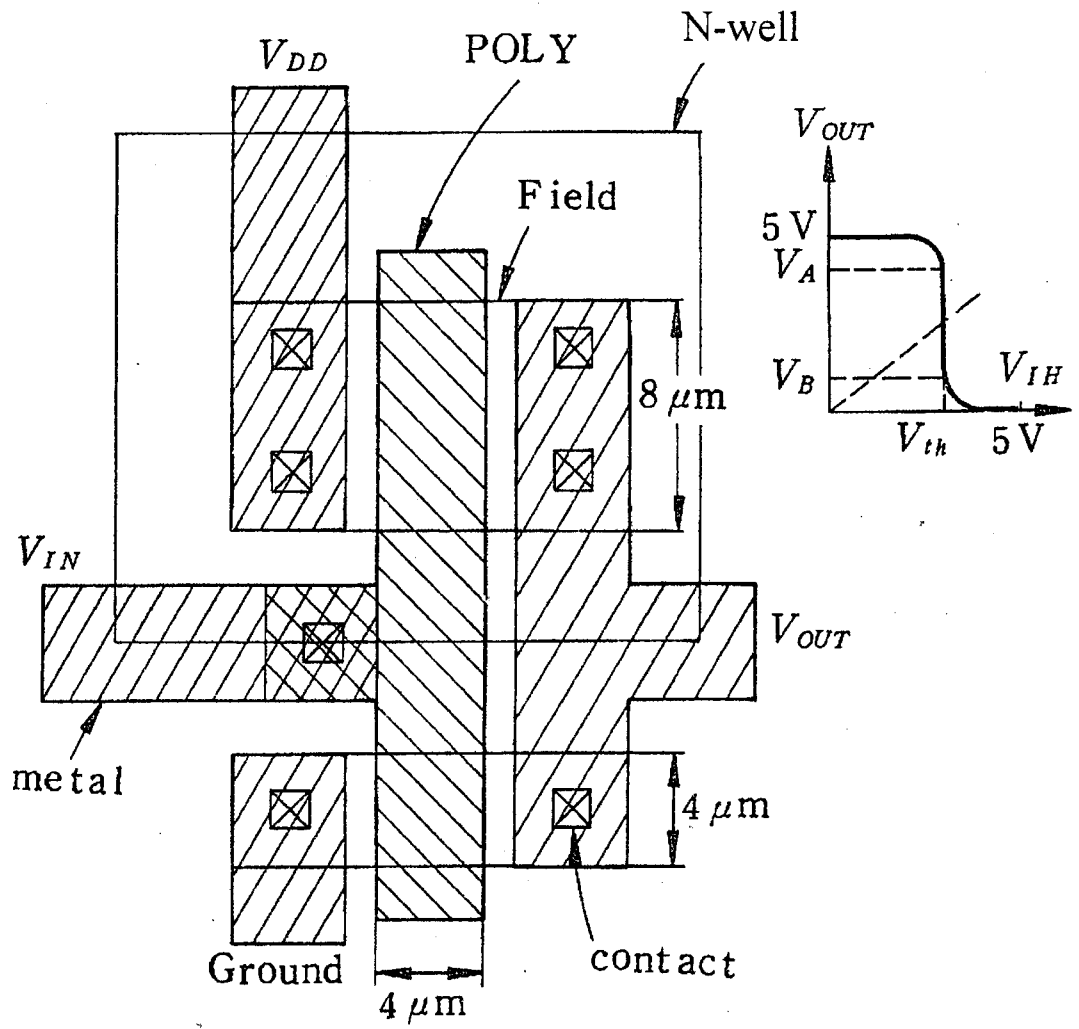 N-well
POLY
V_DD
V_OUT
Field
5 V
V_A
V_B
V_IH
V_th
5 V
8 μm
V_IN
V_OUT
metal
4 μm
contact
Ground
4 μm